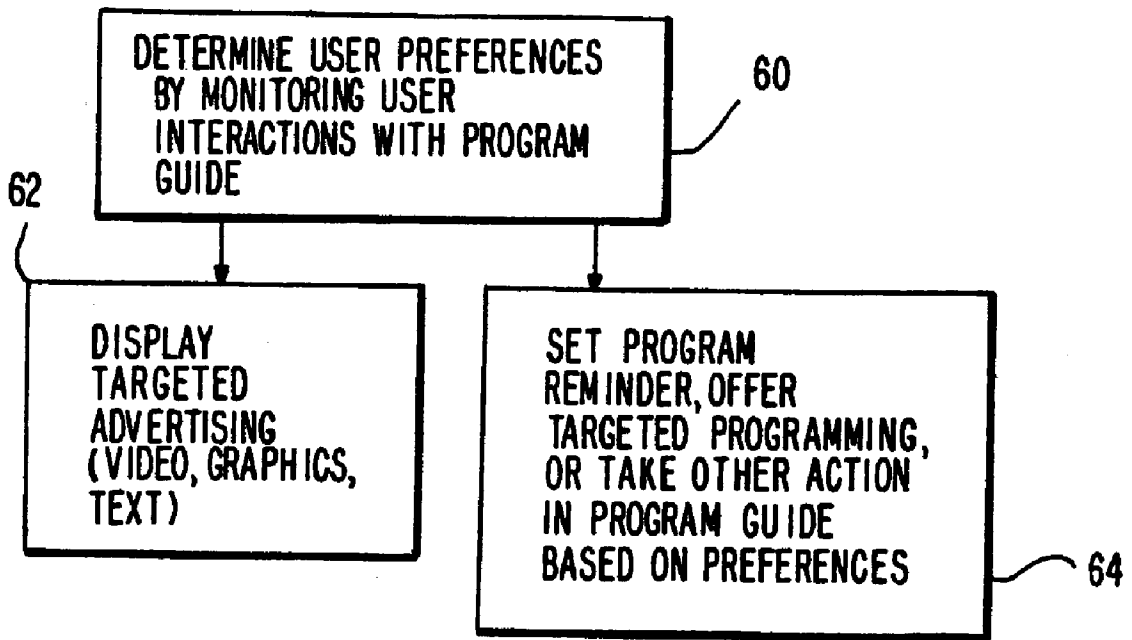 DETERMINE USER PREFERENCES
BY MONITORING USER
INTERACTIONS WITH PROGRAM
GUIDE
60
62
DISPLAY
TARGETED
ADVERTISING
(VIDEO, GRAPHICS,
TEXT)
SET PROGRAM
REMINDER, OFFER
TARGETED PROGRAMMING,
OR TAKE OTHER ACTION
IN PROGRAM GUIDE
BASED ON PREFERENCES
64